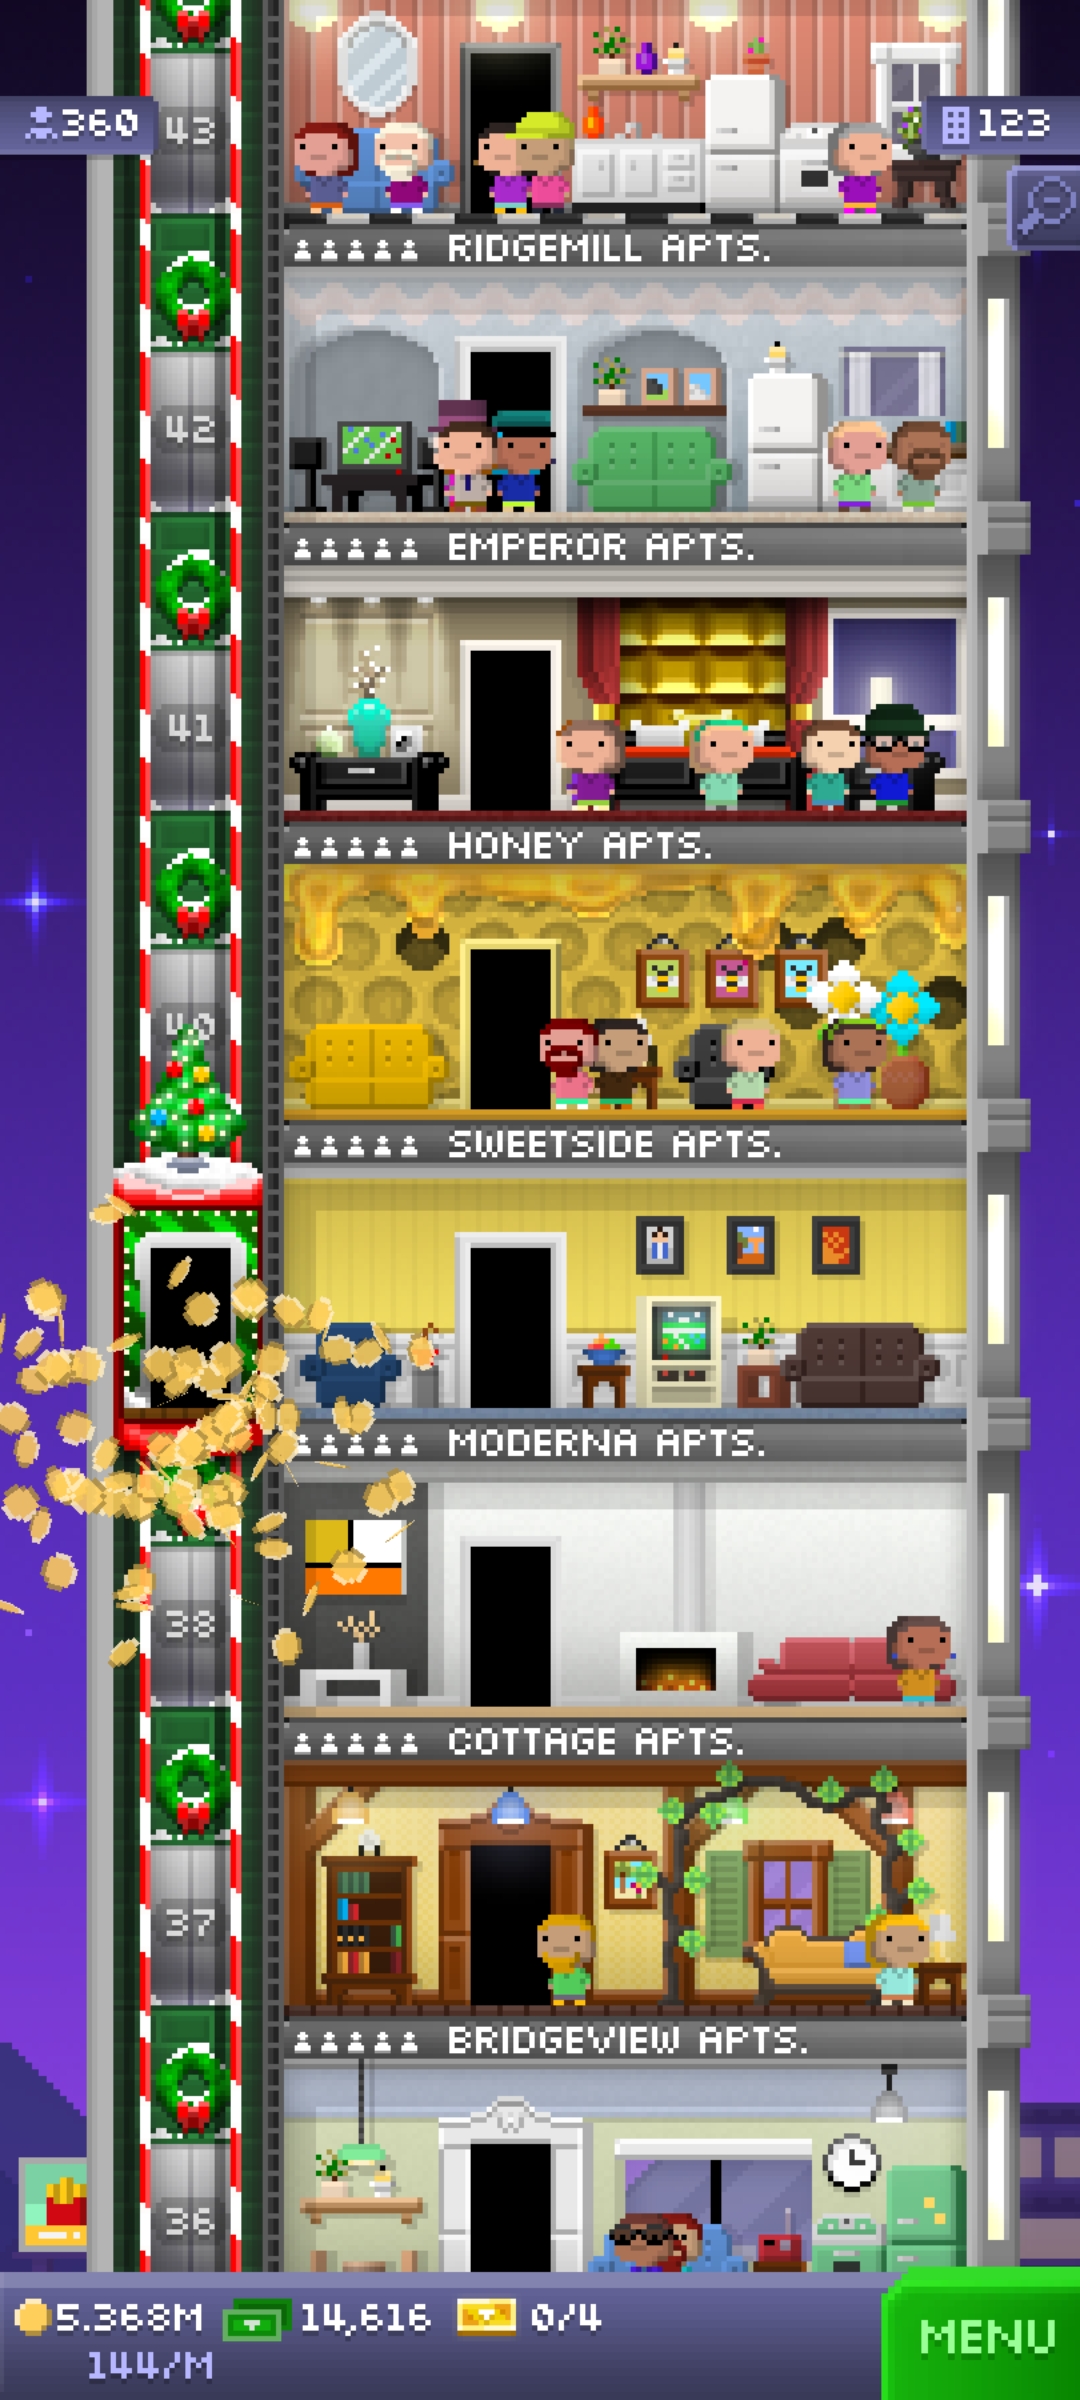 43
360
123
RIDGEMILL APTS.
42
EMPEROR APTS.
41
HONEY APTS.
40
SWEETSIDE APTS.
MODERNA APTS.
38
COTTAGE APTS.
37
BRIDGEVIEW APTS.
36
5.368M 14,616 0/4
144/M
MENU